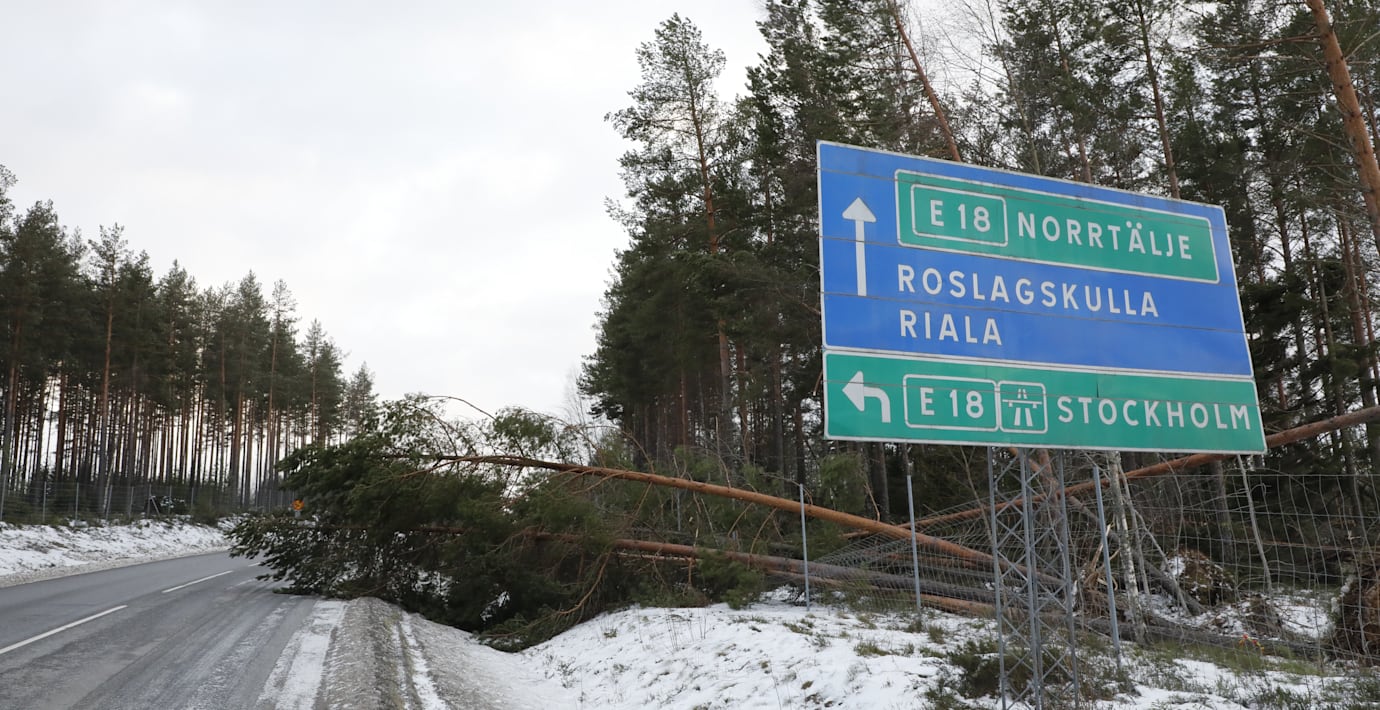 E 18 NORRTÄLJE
ROSLAGSKULLA
RIALA
E 18 STOCKHOLM